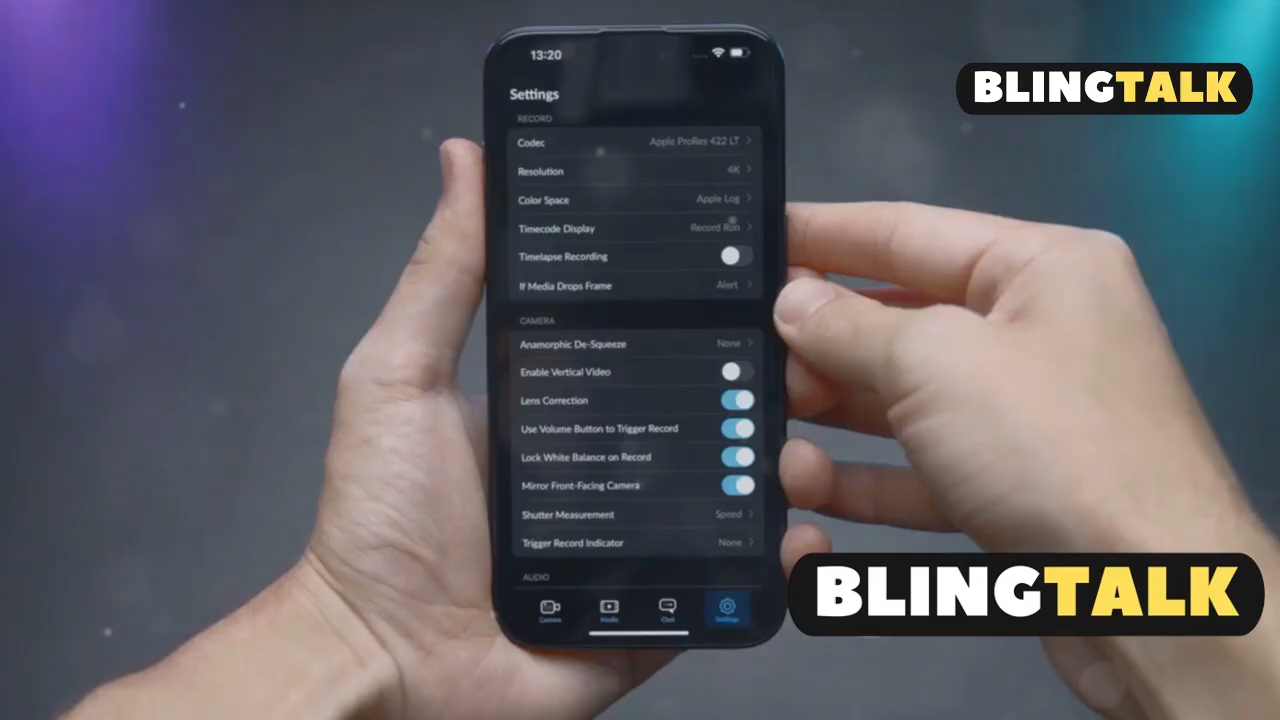 13:20
BLINGTALK
Settings
RECORD
Codec Apple ProRes 422 LT
Resolution 4K
Color Space Apple Log
Timecode Display Record Run
Timelapse Recording
If Media Drops Frame Alert
CAMERA
Anamorphic De-Squeeze None
Enable Vertical Video
Lens Correction
Use Volume Button to Trigger Record
Lock White Balance on Record
Mirror Front-Facing Camera
Shutter Measurement Speed
Trigger Record Indicator None
AUDIO
BLINGTALK
Camera Media Chat Settings